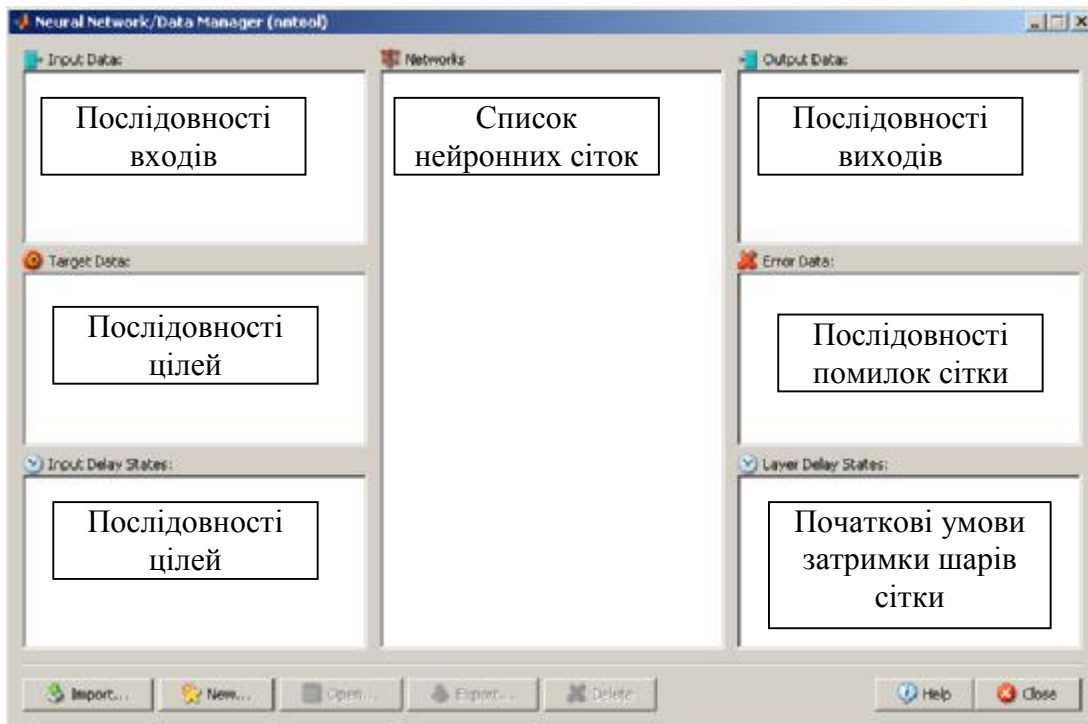 Neural Network/Data Manager (nntool)
Input Data:
Послідовності
входів
Networks
Список
нейронних сіток
Output Data:
Послідовності
виходів
Target Data:
Послідовності
цілей
Error Data:
Послідовності
помилок сітки
Input Delay States:
Послідовності
цілей
Layer Delay States:
Початкові умови
затримки шарів
сітки
Import...
New...
Open...
Export...
Delete
Help
Close